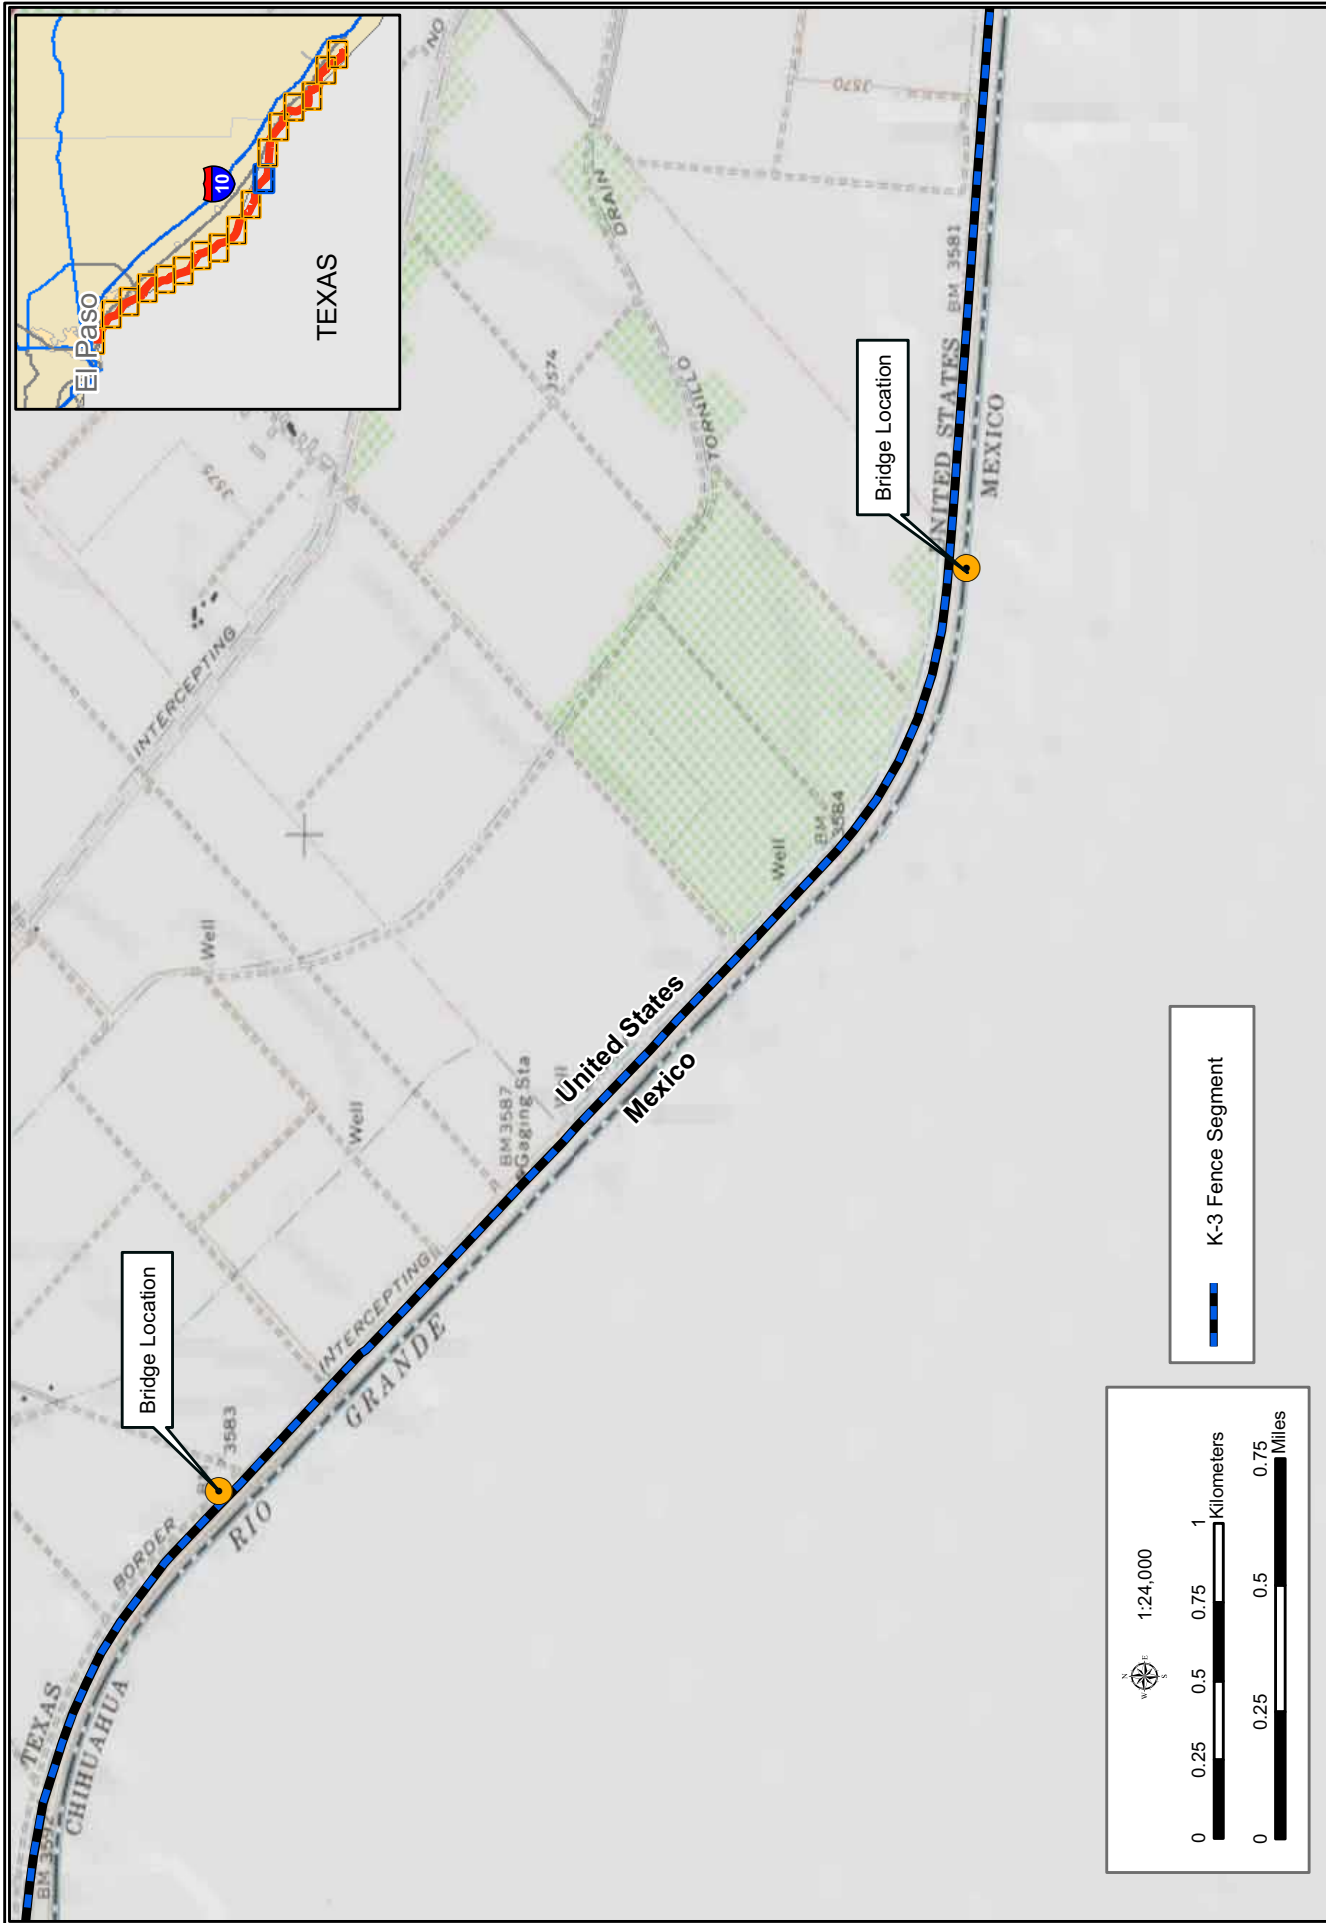 TEXAS
CHIHUAHUA
BM 3592
BORDER
RIO
GRANDE
Bridge Location
3583
INTERCEPTING
Well
Well
BM 3587
Gaging Sta
United States
Mexico
INTERCEPTING
3575
3574
Well
BM
3584
TORNILLO
DRAIN
Bridge Location
UNITED STATES
MEXICO
BM 3581
3570
El Paso
10
TEXAS
N
W
E
S
1:24,000
0 0.25 0.5 0.75 1
Kilometers
0 0.25 0.5 0.75
Miles
K-3 Fence Segment